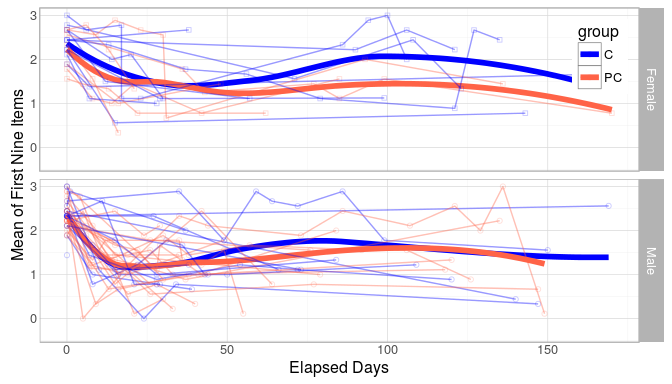 3
2
1
0
Female
group
C
PC
Mean of First Nine Items
3
2
1
0
Male
0
50
100
150
Elapsed Days